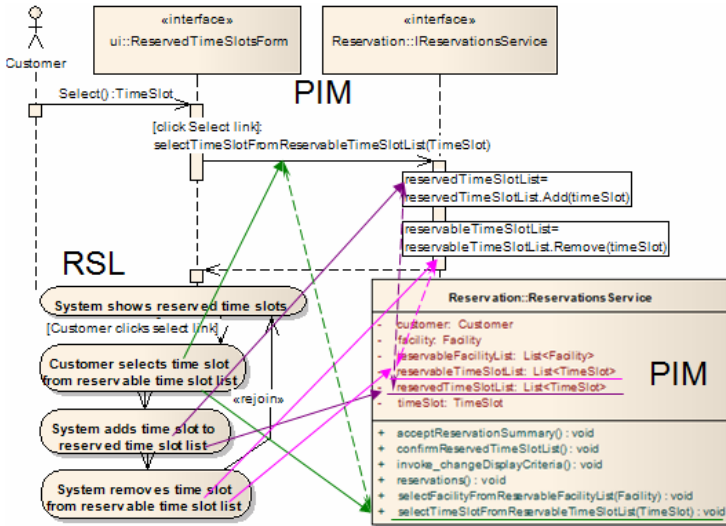 «interface»
ui::ReservedTimeSlotsForm
«interface»
Reservation::IReservationsService
Customer
Select():TimeSlot
PIM
[click Select link]:
selectTimeSlotFromReservableTimeSlotList(TimeSlot)
reservedTimeSlotList=
reservedTimeSlotList.Add(timeSlot)
reservableTimeSlotList=
reservableTimeSlotList.Remove(timeSlot)
RSL
System shows reserved time slots
[Customer clicks select link]
Customer selects time slot
from reservable time slot list
«rejoin»
System adds time slot to
reserved time slot list
System removes time slot
from reservable time slot list
Reservation::ReservationsService
- customer: Customer
- facility: Facility
- reservableFacilityList: List<Facility>
- reservableTimeSlotList: List<TimeSlot>
- reservedTimeSlotList: List<TimeSlot>
- timeSlot: TimeSlot
PIM
+ acceptReservationSummary() : void
+ confirmReservedTimeSlotList() : void
+ invoke_changeDisplayCriteria() : void
+ reservations() : void
+ selectFacilityFromReservableFacilityList(Facility) : void
+ selectTimeSlotFromReservableTimeSlotList(TimeSlot) : void